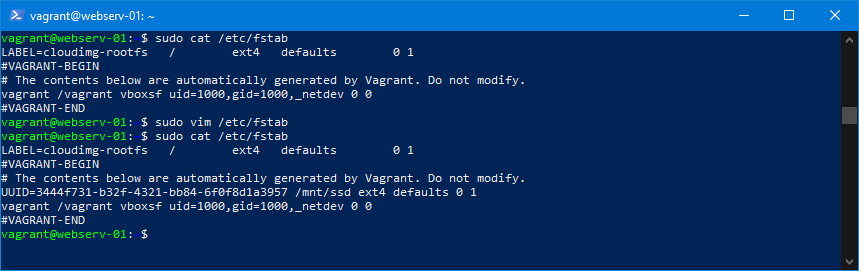 vagrant@webserv-01: ~
vagrant@webserv-01: $ sudo cat /etc/fstab
LABEL=cloudimg-rootfs   /        ext4   defaults        0 1
#VAGRANT-BEGIN
# The contents below are automatically generated by Vagrant. Do not modify.
vagrant /vagrant vboxsf uid=1000,gid=1000,_netdev 0 0
#VAGRANT-END
vagrant@webserv-01: $ sudo vim /etc/fstab
vagrant@webserv-01: $ sudo cat /etc/fstab
LABEL=cloudimg-rootfs   /        ext4   defaults        0 1
#VAGRANT-BEGIN
# The contents below are automatically generated by Vagrant. Do not modify.
UUID=3444f731-b32f-4321-bb84-6f0f8d1a3957 /mnt/ssd ext4 defaults 0 1
vagrant /vagrant vboxsf uid=1000,gid=1000,_netdev 0 0
#VAGRANT-END
vagrant@webserv-01: $